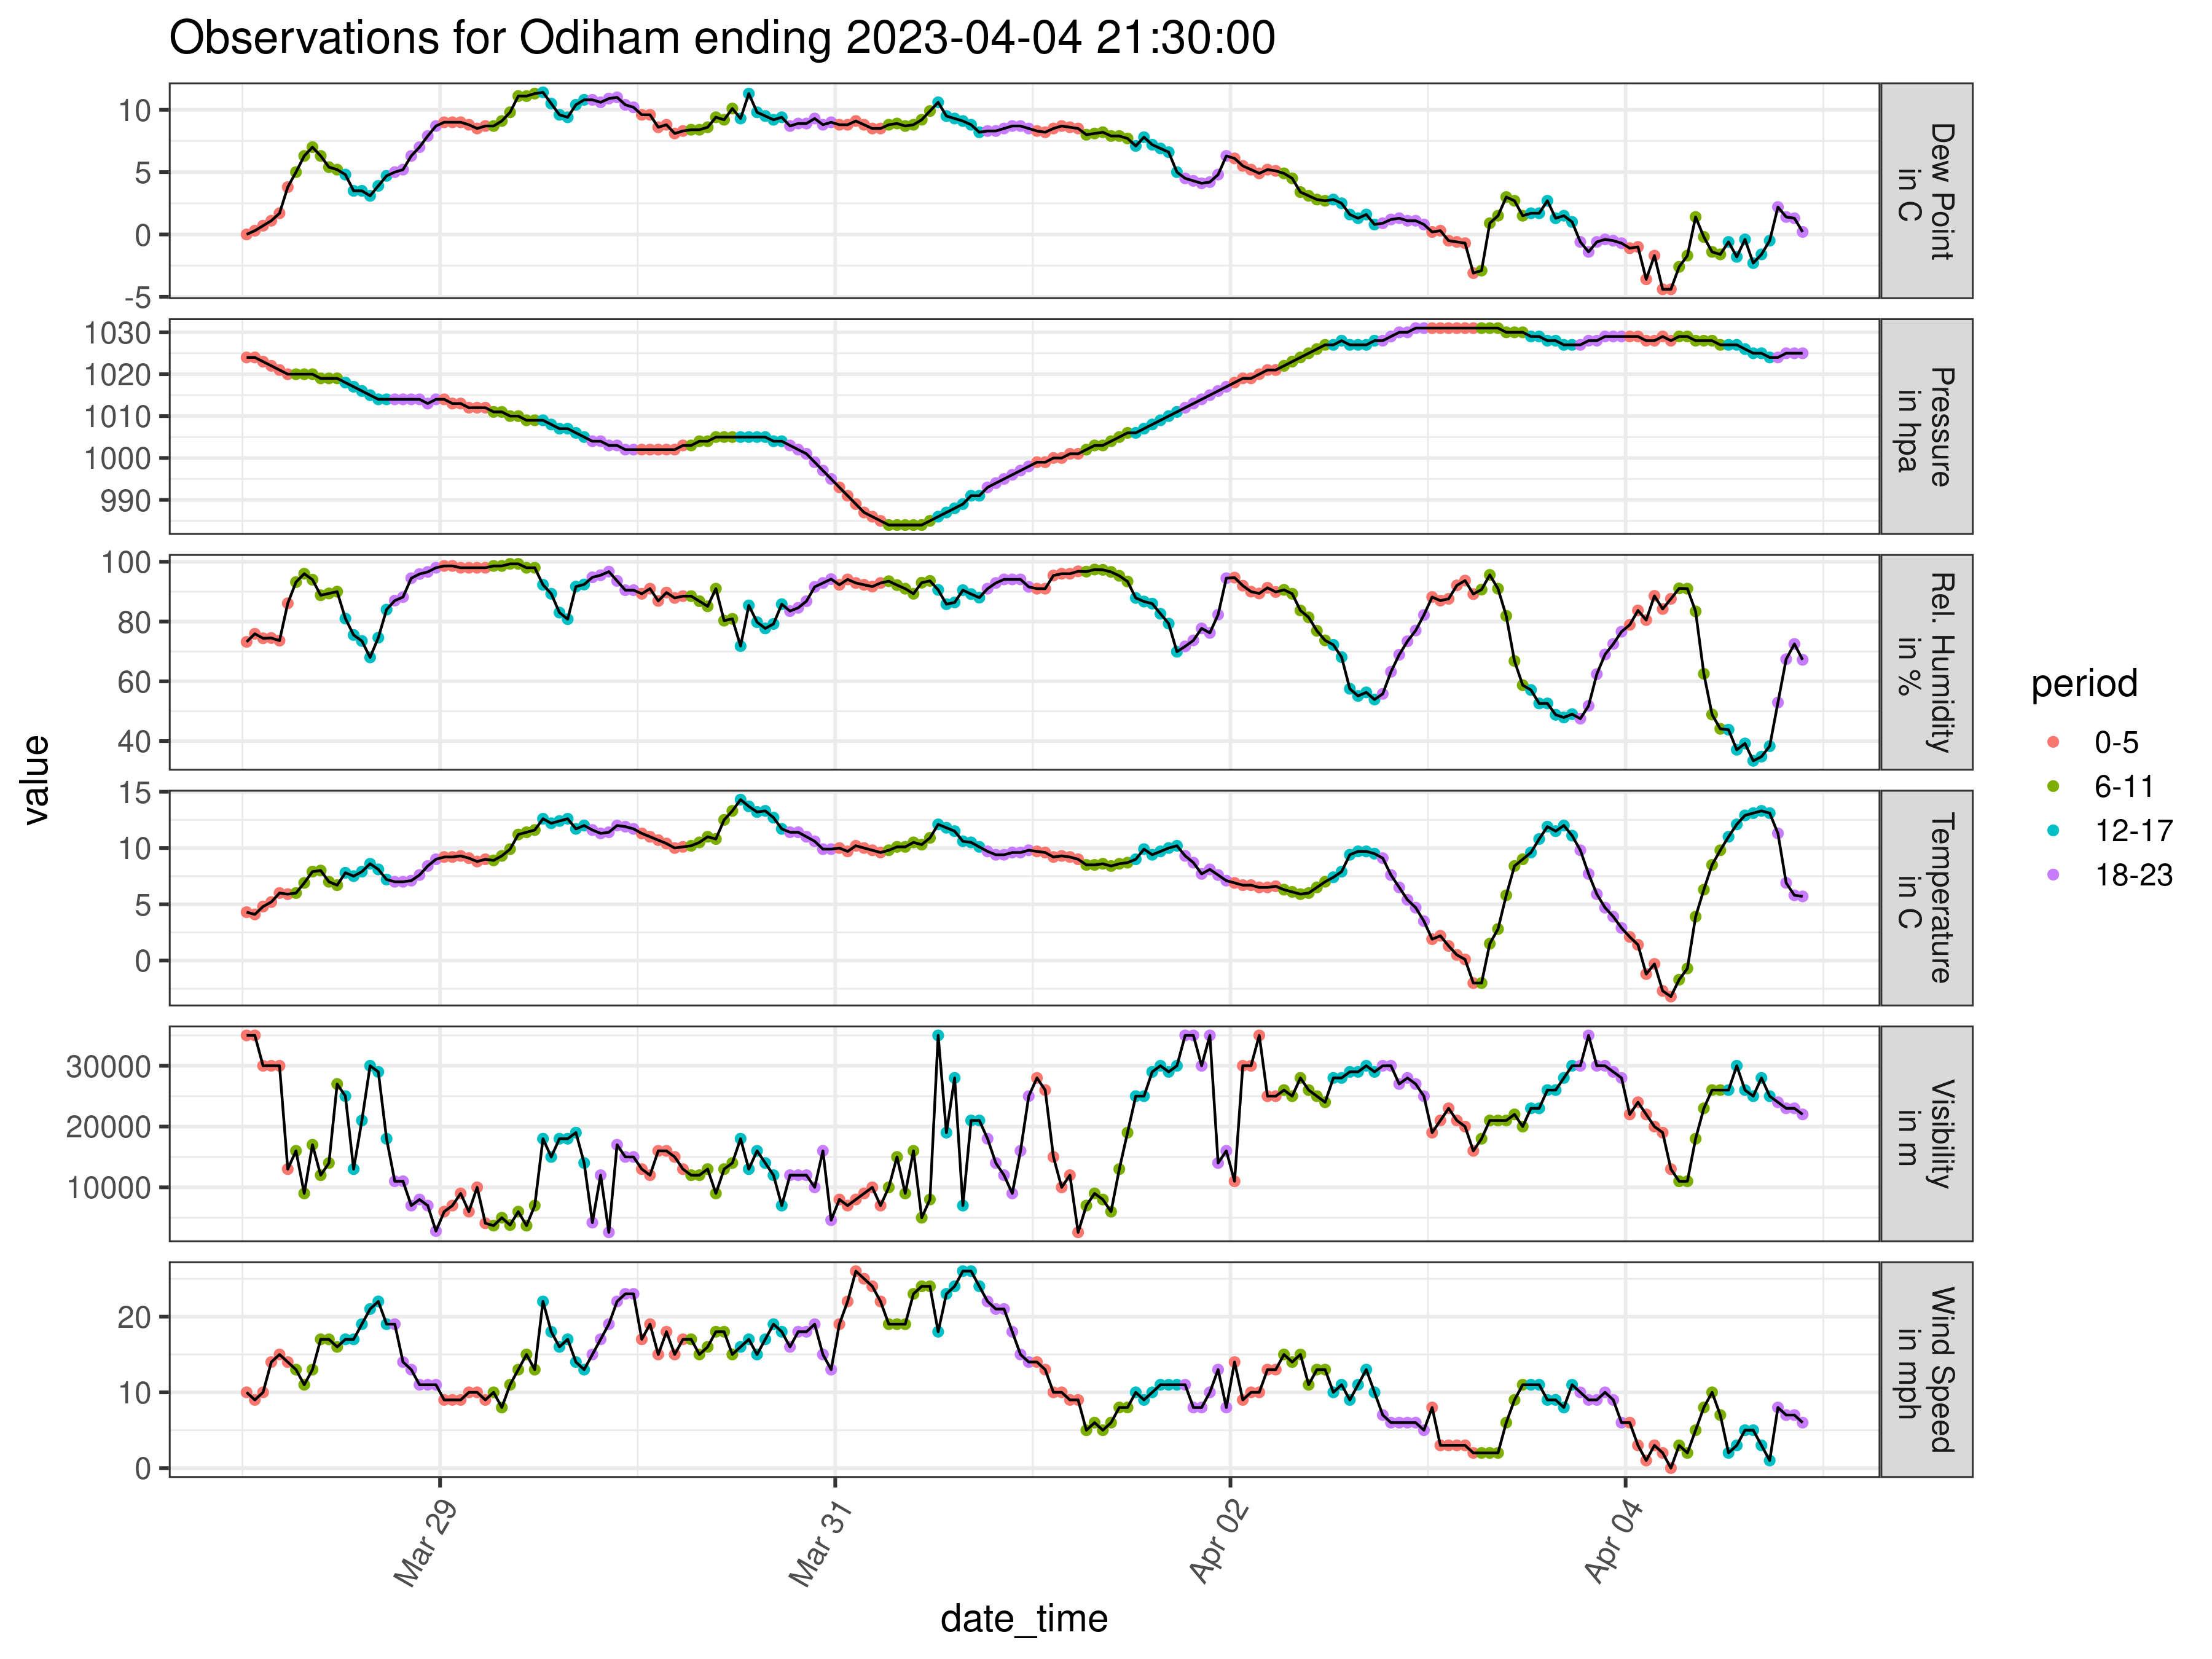 Observations for Odiham ending 2023-04-04 21:30:00
10
5
0
-5
Dew Point
in C
1030
1020
1010
1000
990
Pressure
in hpa
100
80
60
40
Rel. Humidity
in %
15
10
5
0
Temperature
in C
30000
20000
10000
Visibility
in m
20
10
0
Wind Speed
in mph
value
Mar 29
Mar 31
Apr 02
Apr 04
date_time
period
0-5
6-11
12-17
18-23